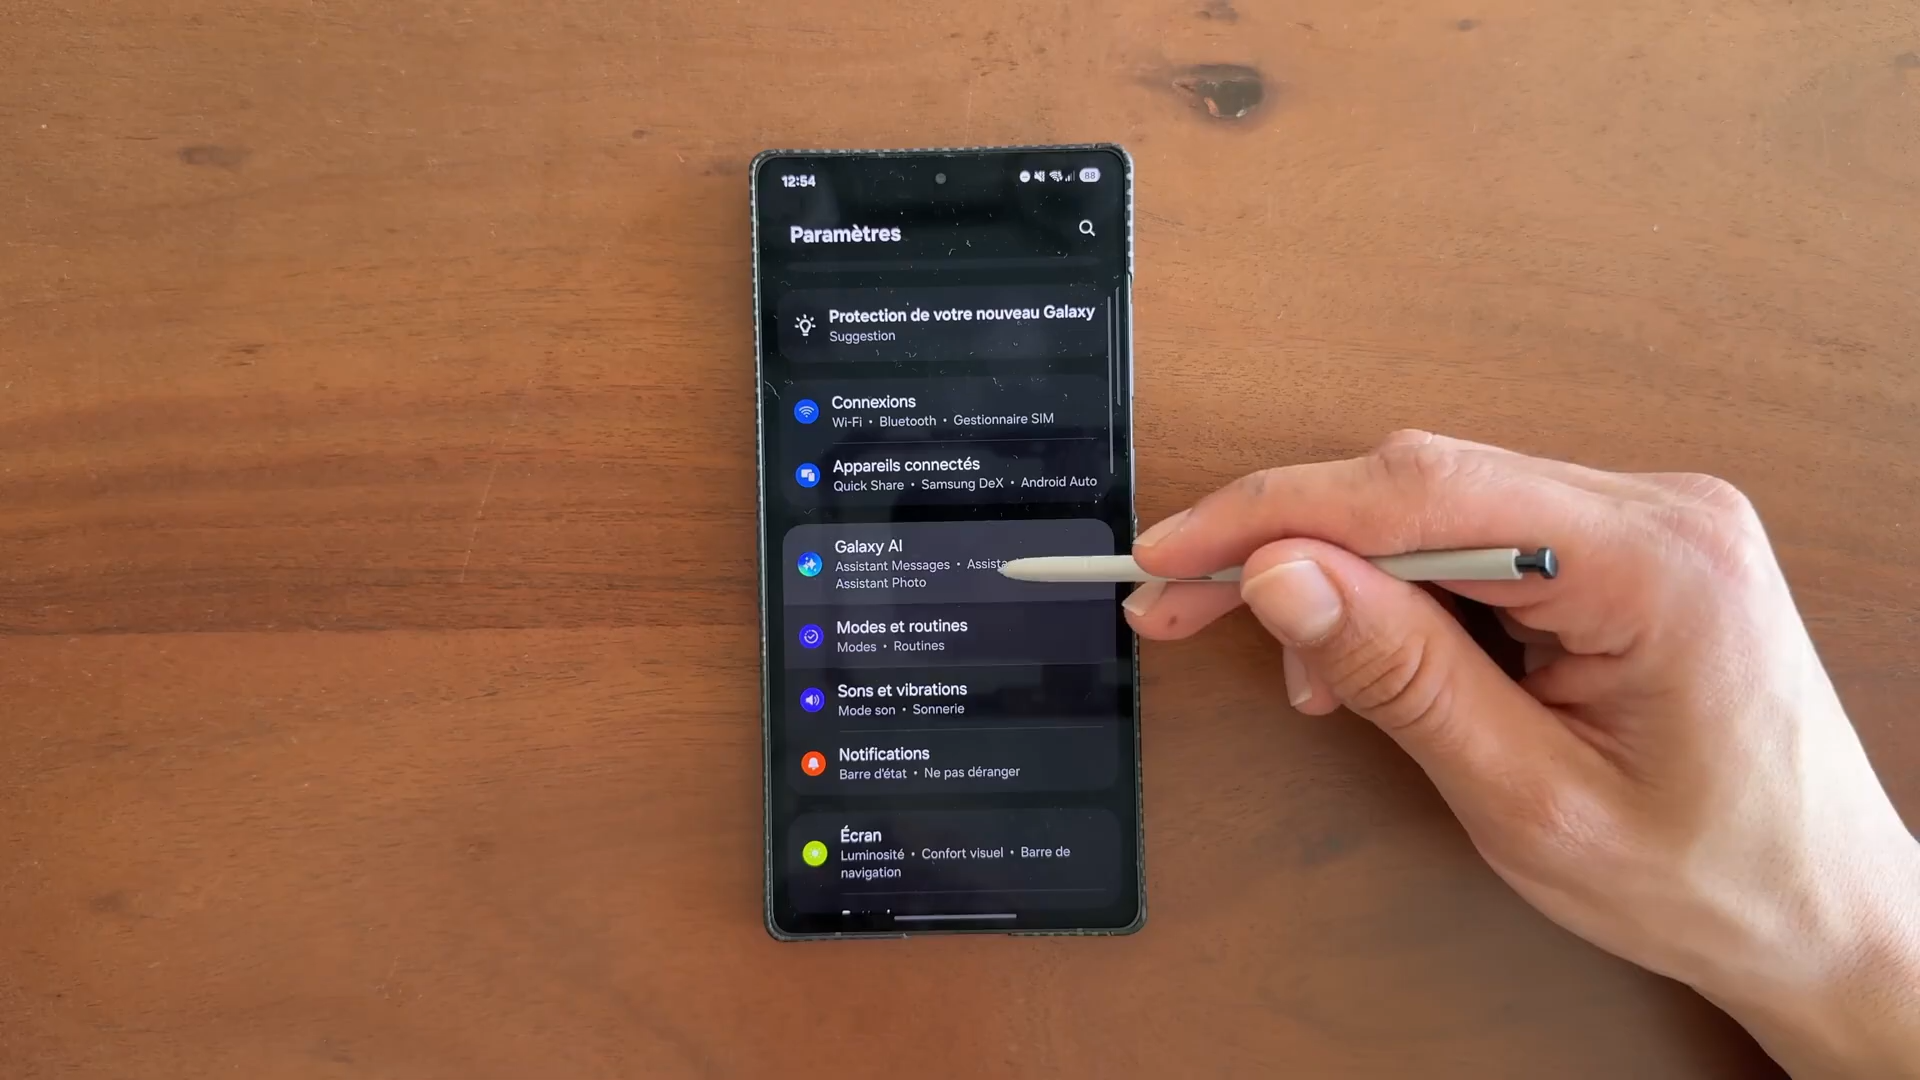 12:54
88
Paramètres
Protection de votre nouveau Galaxy
Suggestion
Connexions
Wi-Fi • Bluetooth • Gestionnaire SIM
Appareils connectés
Quick Share • Samsung DeX • Android Auto
Galaxy AI
Assistant Messages •
Assistant Photo
Modes et routines
Modes • Routines
Sons et vibrations
Mode son • Sonnerie
Notifications
Barre d'état • Ne pas déranger
Écran
Luminosité • Confort visuel • Barre de
navigation